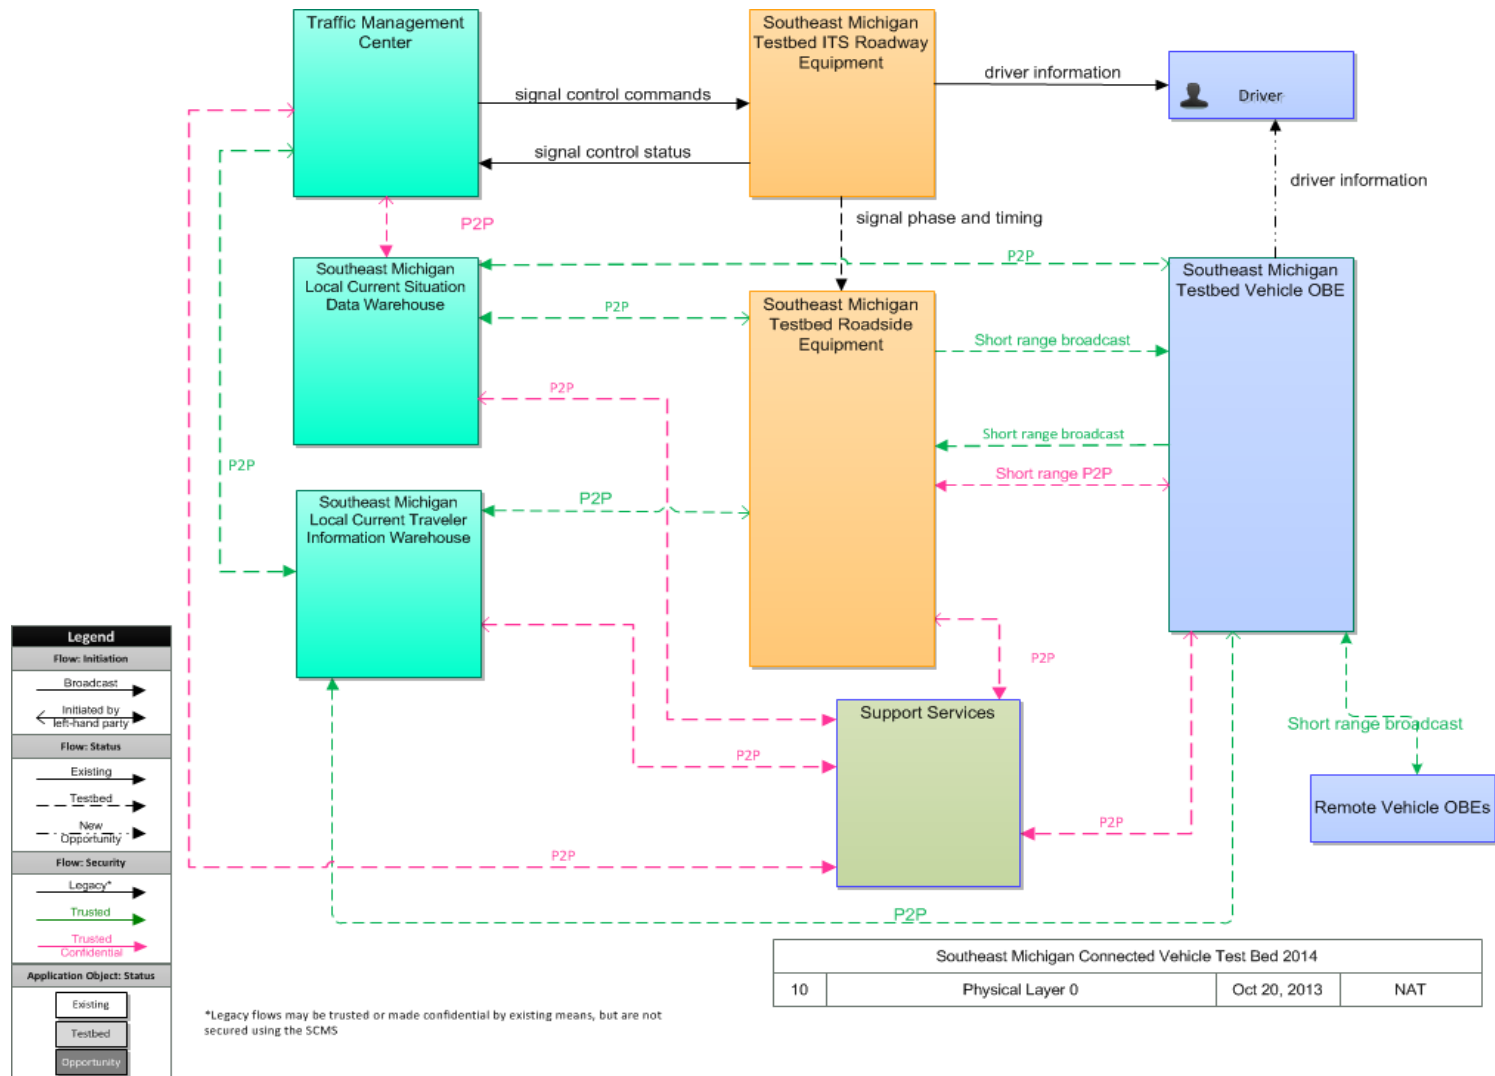 Traffic Management
Center
Southeast Michigan
Testbed ITS Roadway
Equipment
driver information
Driver
signal control commands
signal control status
driver information
signal phase and timing
P2P
P2P
Southeast Michigan
Local Current Situation
Data Warehouse
Southeast Michigan
Testbed Vehicle OBE
P2P
Southeast Michigan
Testbed Roadside
Equipment
Short range broadcast
P2P
Short range broadcast
P2P
Short range P2P
Southeast Michigan
Local Current Traveler
Information Warehouse
P2P
P2P
Support Services
Short range broadcast
P2P
Remote Vehicle OBEs
P2P
P2P
P2P
Legend
Flow: Initiation
Broadcast
Initiated by
left-hand party
Flow: Status
Existing
Testbed
New
Opportunity
Flow: Security
Legacy*
Trusted
Trusted
Confidential
Application Object: Status
Existing
Testbed
Opportunity
*Legacy flows may be trusted or made confidential by existing means, but are not
secured using the SCMS
Southeast Michigan Connected Vehicle Test Bed 2014
10 Physical Layer 0 Oct 20, 2013 NAT